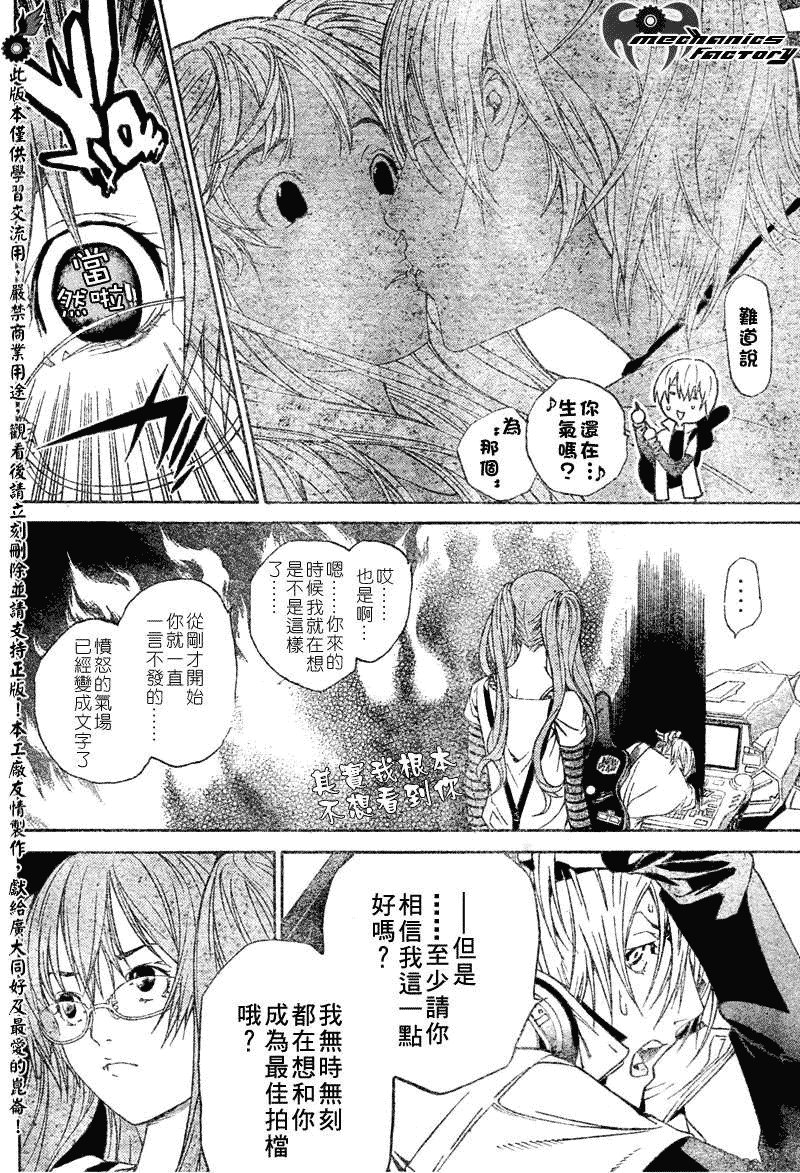 mechanics
Factory
難道說
你還在…
生氣嗎？
為…
那個…
當
然啦！
…
哎……
也是啊…
嗯……你來的
時候我就在想
是不是這樣
了……
從剛才開始
你就一直
一言不發的……
憤怒的氣場
已經變成文字了
其實我根本
不想看到你
──但是
……至少請你
相信我這一點
好嗎？
我無時無刻
都在想和你
成為最佳拍檔
哦？
此版本僅供學習交流用，嚴禁商業用途，觀看後請立刻刪除並請支持正版！本工廠友情製作，獻給廣大同好及最愛的崑崙！